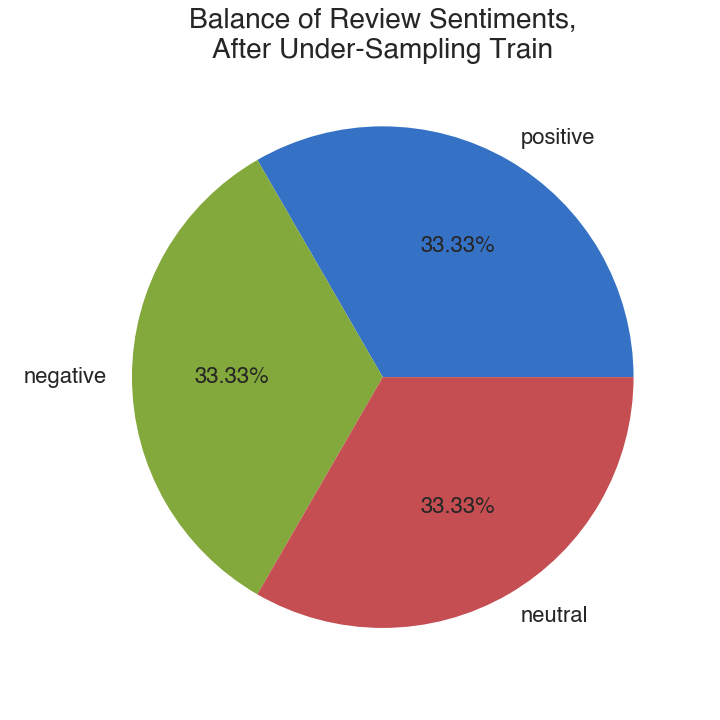 Balance of Review Sentiments,
After Under-Sampling Train
positive
33.33%
negative
33.33%
33.33%
neutral